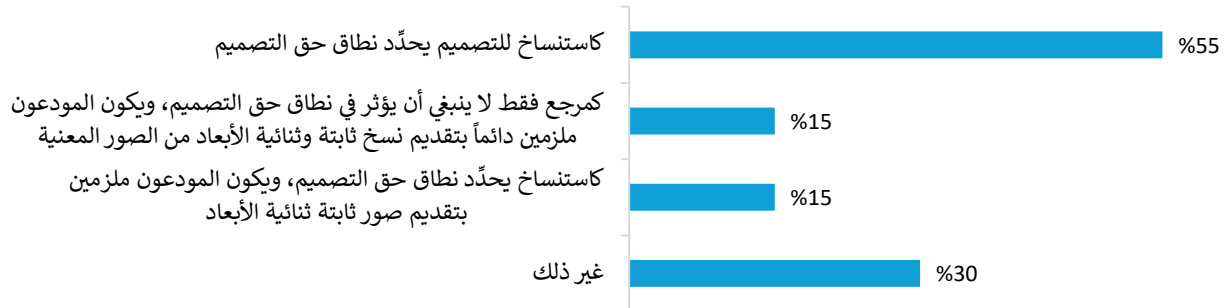 كاستنساخ للتصميم يحدِّد نطاق حق التصميم
%55
كمرجع فقط لا ينبغي أن يؤثر في نطاق حق التصميم، ويكون المودعون
ملزمين دائماً بتقديم نسخ ثابتة وثنائية الأبعاد من الصور المعنية
%15
كاستنساخ يحدِّد نطاق حق التصميم، ويكون المودعون ملزمين
بتقديم صور ثابتة ثنائية الأبعاد
%15
غير ذلك
%30